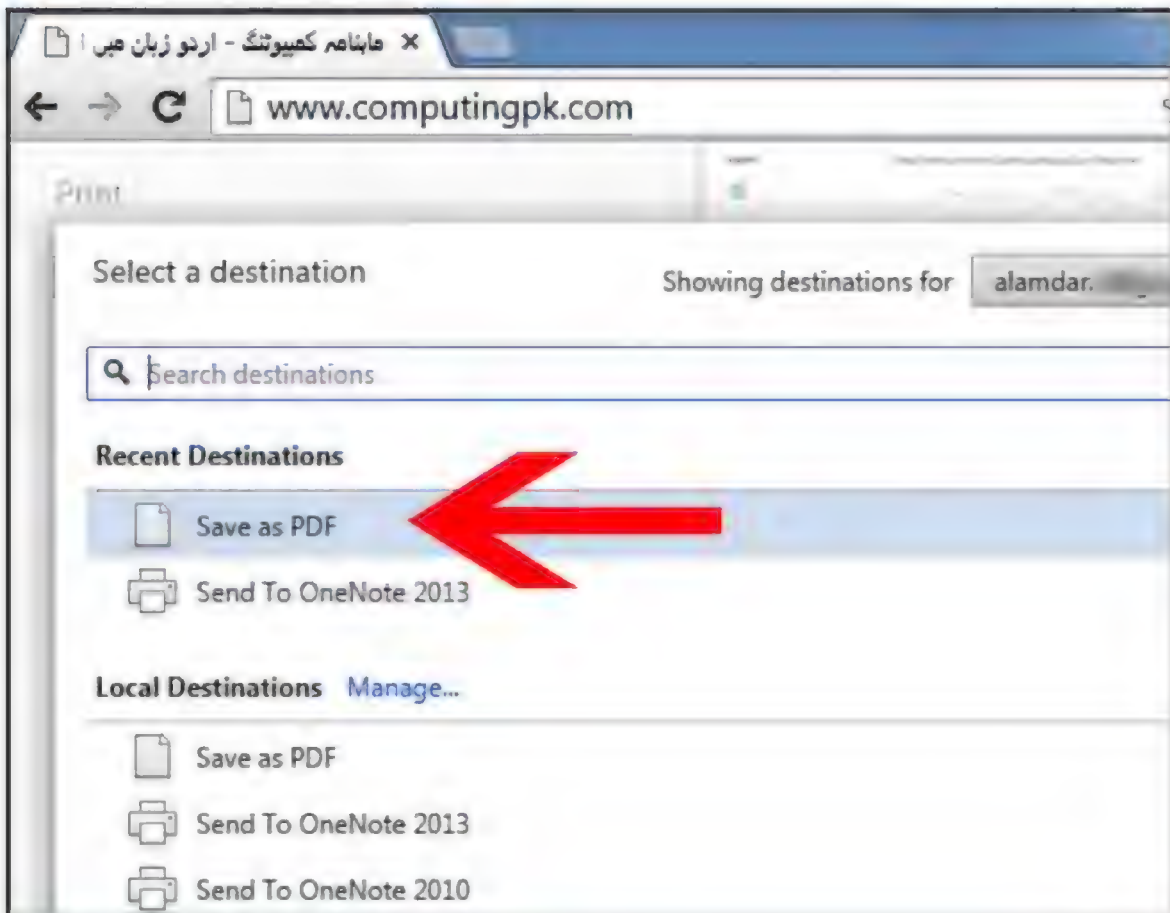 ماہنامہ کمپیوٹنگ - اردو زبان میں ا
www.computingpk.com
Print
Select a destination
Showing destinations for alamdar.
Search destinations
Recent Destinations
Save as PDF
Send To OneNote 2013
Local Destinations Manage...
Save as PDF
Send To OneNote 2013
Send To OneNote 2010